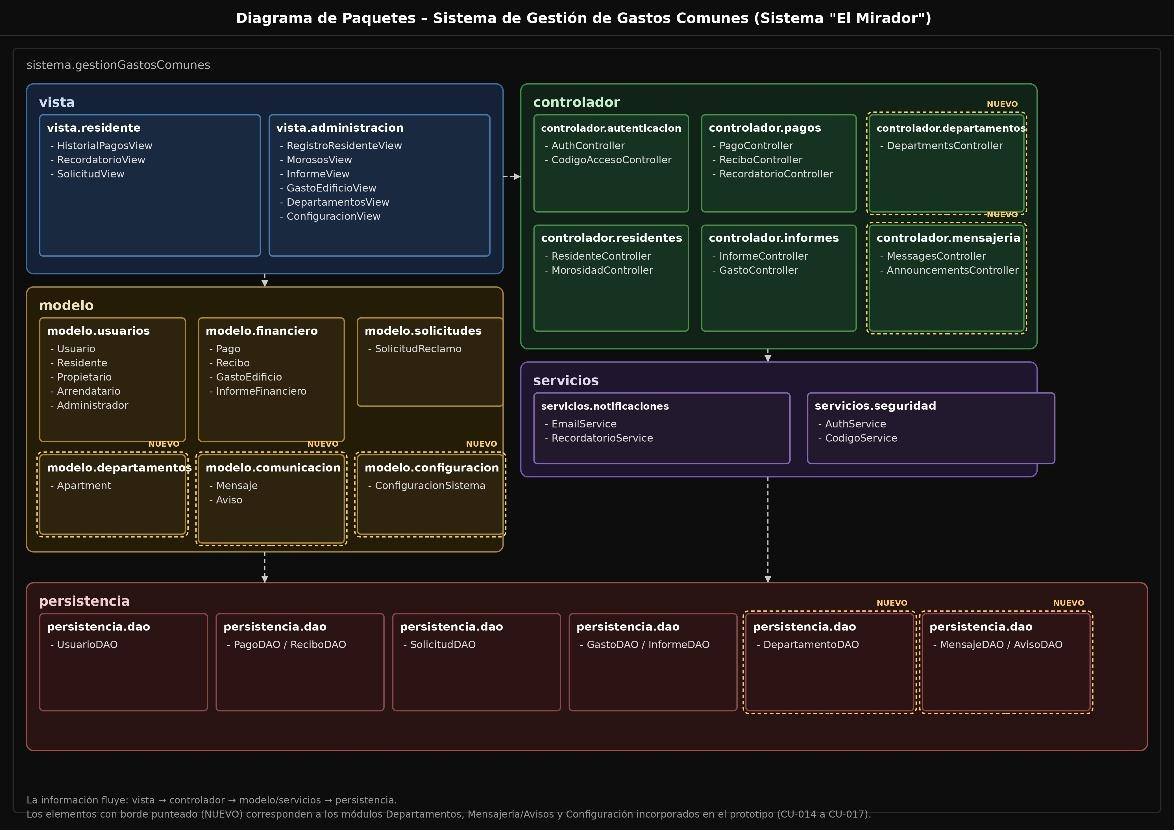 Diagrama de Paquetes – Sistema de Gestión de Gastos Comunes (Sistema "El Mirador")
sistema.gestionGastosComunes
vista
vista.residente
- HistorialPagosView
- RecordatorioView
- SolicitudView
vista.administracion
- RegistroResidenteView
- MorososView
- InformeView
- GastoEdificioView
- DepartamentosView
- ConfiguracionView
controlador
controlador.autenticacion
- AuthController
- CodigoAccesoController
controlador.pagos
- PagoController
- ReciboController
- RecordatorioController
NUEVO
controlador.departamentos
- DepartmentsController
controlador.residentes
- ResidenteController
- MorosidadController
controlador.informes
- InformeController
- GastoController
NUEVO
controlador.mensajeria
- MessagesController
- AnnouncementsController
modelo
modelo.usuarios
- Usuario
- Residente
- Propietario
- Arrendatario
- Administrador
modelo.financiero
- Pago
- Recibo
- GastoEdificio
- InformeFinanciero
modelo.solicitudes
- SolicitudReclamo
NUEVO
modelo.departamentos
- Apartment
NUEVO
modelo.comunicacion
- Mensaje
- Aviso
NUEVO
modelo.configuracion
- ConfiguracionSistema
servicios
servicios.notificaciones
- EmailService
- RecordatorioService
servicios.seguridad
- AuthService
- CodigoService
persistencia
persistencia.dao
- UsuarioDAO
persistencia.dao
- PagoDAO / ReciboDAO
persistencia.dao
- SolicitudDAO
persistencia.dao
- GastoDAO / InformeDAO
NUEVO
persistencia.dao
- DepartamentoDAO
NUEVO
persistencia.dao
- MensajeDAO / AvisoDAO
La información fluye: vista → controlador → modelo/servicios → persistencia.
Los elementos con borde punteado (NUEVO) corresponden a los módulos Departamentos, Mensajería/Avisos y Configuración incorporados en el prototipo (CU-014 a CU-017).